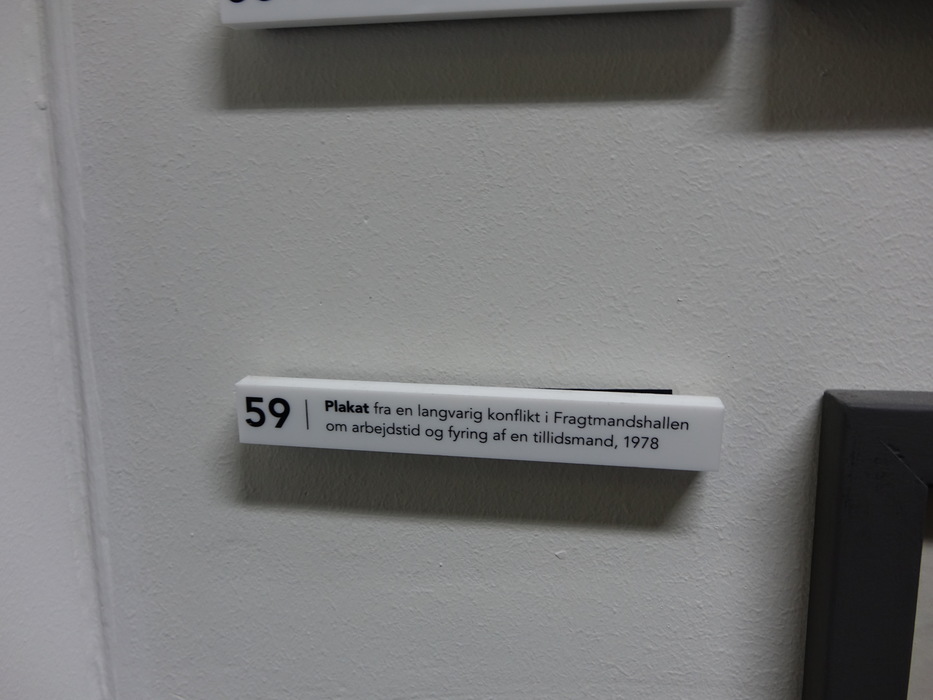 59 | Plakat fra en langvarig konflikt i Fragtmandshallen
om arbejdstid og fyring af en tillidsmand, 1978